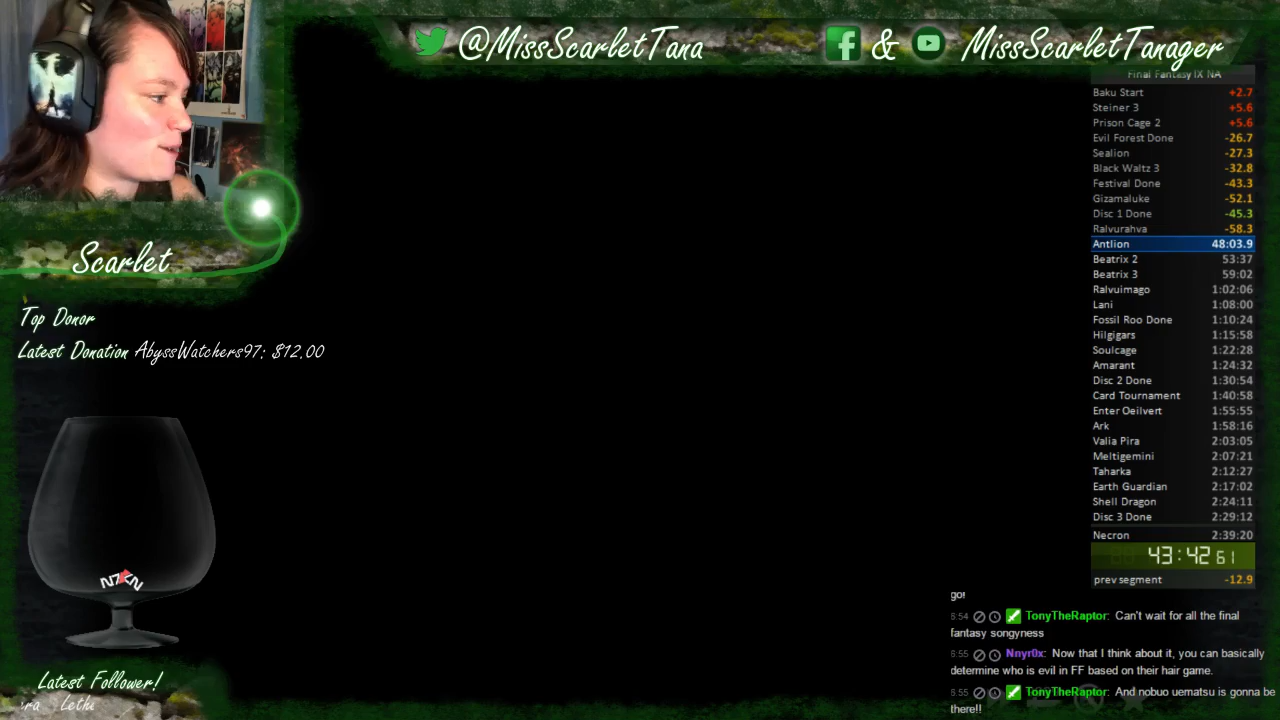 @MissScarletTana
& MissScarletTanager
Scarlet
Top Donor
Latest Donation AbyssWatchers97: $12.00
Latest Follower!
Final Fantasy IX NA
Baku Start +2.7
Steiner 3 +5.6
Prison Cage 2 +5.6
Evil Forest Done -26.7
Sealion -27.3
Black Waltz 3 -32.8
Festival Done -43.3
Gizamaluke -52.1
Disc 1 Done -45.3
Ralvurahva -58.3
Antlion 48:03.9
Beatrix 2 53:37
Beatrix 3 59:02
Ralvuimago 1:02:06
Lani 1:08:00
Fossil Roo Done 1:10:24
Hilgigars 1:15:58
Soulcage 1:22:28
Amarant 1:24:32
Disc 2 Done 1:30:54
Card Tournament 1:40:58
Enter Oeilvert 1:55:55
Ark 1:58:16
Valia Pira 2:03:05
Meltigemini 2:07:21
Taharka 2:12:27
Earth Guardian 2:17:02
Shell Dragon 2:24:11
Disc 3 Done 2:29:12
Necron 2:39:20
43:42 61
prev segment -12.9
go!
6:54 TonyTheRaptor: Can't wait for all the final
fantasy songyness
6:55 Nnyr0x: Now that I think about it, you can basically
determine who is evil in FF based on their hair game.
6:55 TonyTheRaptor: And nobuo uematsu is gonna be
there!!